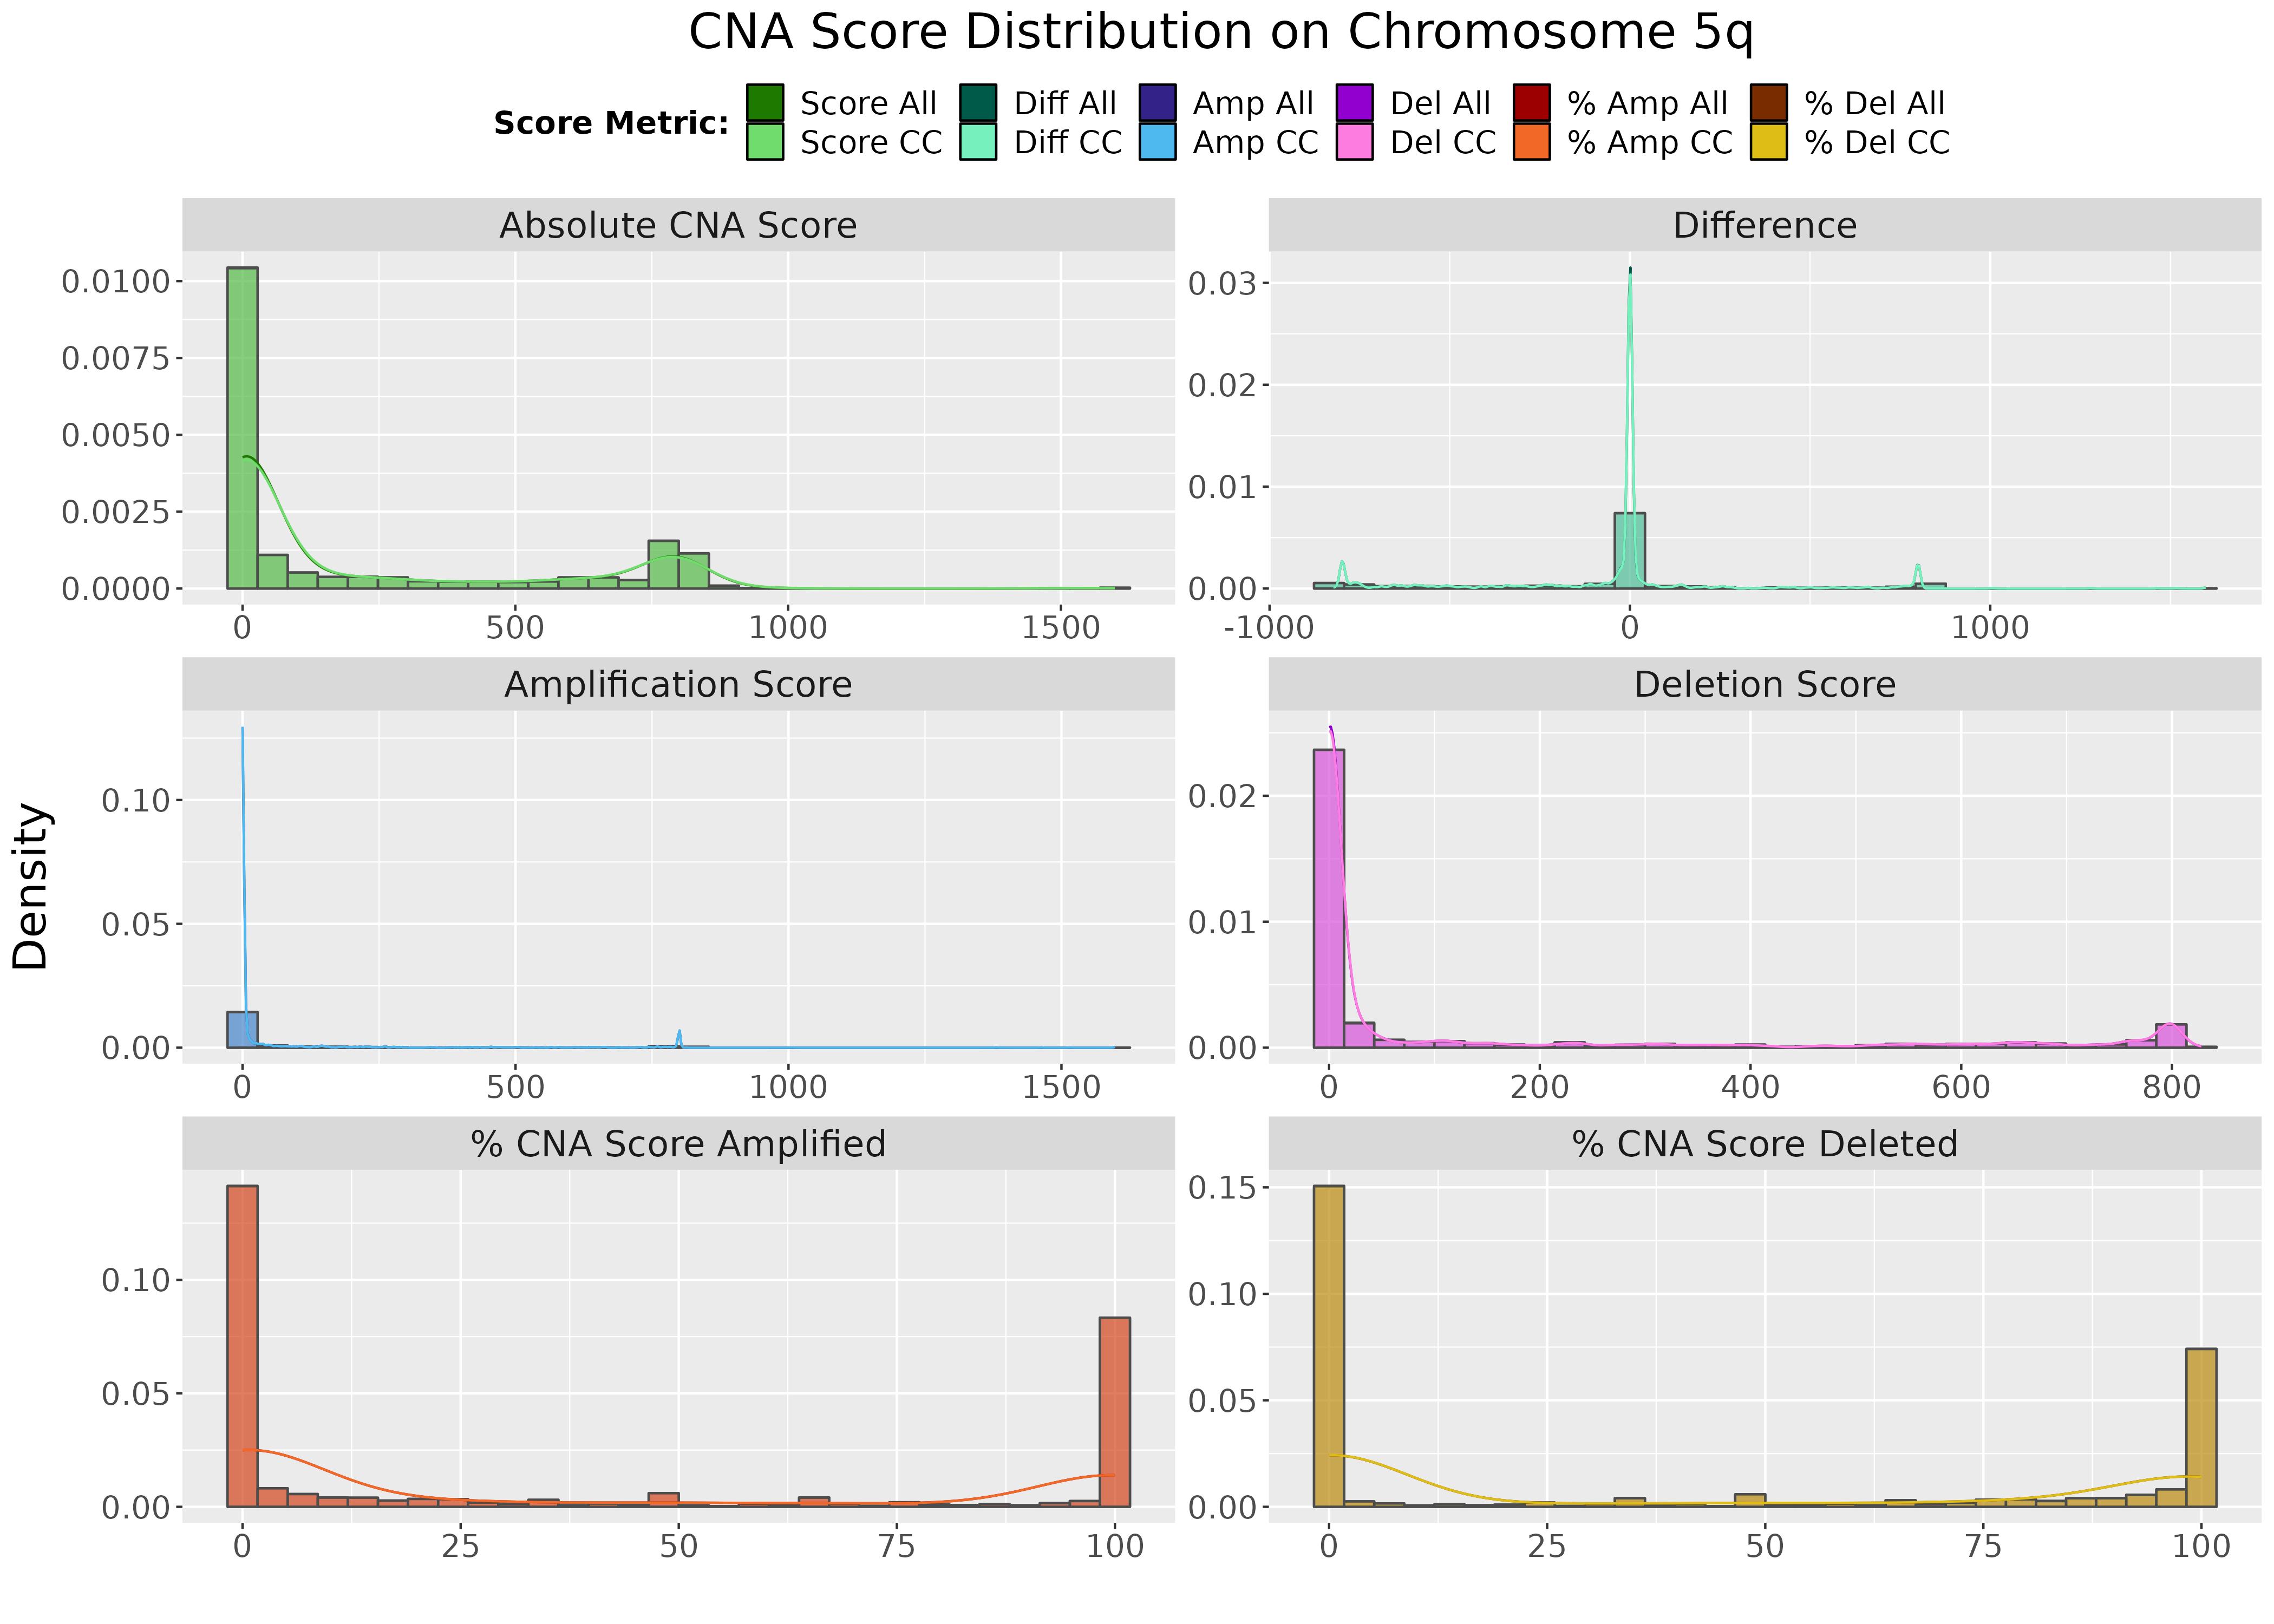 CNA Score Distribution on Chromosome 5q
Score Metric:
Score All Diff All Amp All Del All % Amp All % Del All
Score CC Diff CC Amp CC Del CC % Amp CC % Del CC
Absolute CNA Score
0.0100
0.0075
0.0050
0.0025
0.0000
0 500 1000 1500
Difference
0.03
0.02
0.01
0.00
-1000 0 1000
Density
Amplification Score
0.10
0.05
0.00
0 500 1000 1500
Deletion Score
0.02
0.01
0.00
0 200 400 600 800
% CNA Score Amplified
0.10
0.05
0.00
0 25 50 75 100
% CNA Score Deleted
0.15
0.10
0.05
0.00
0 25 50 75 100